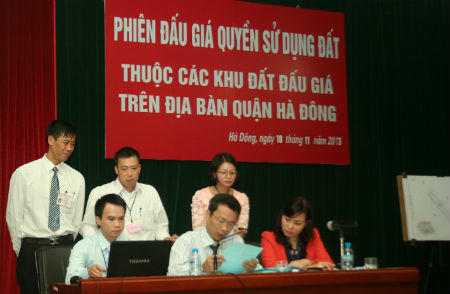 PHIÊN ĐẤU GIÁ QUYỀN SỬ DỤNG ĐẤT
THUỘC CÁC KHU ĐẤT ĐẤU GIÁ
TRÊN ĐỊA BÀN QUẬN HÀ ĐÔNG
Hà Đông, ngày 10 tháng 11 năm 2013
TOSHIBA